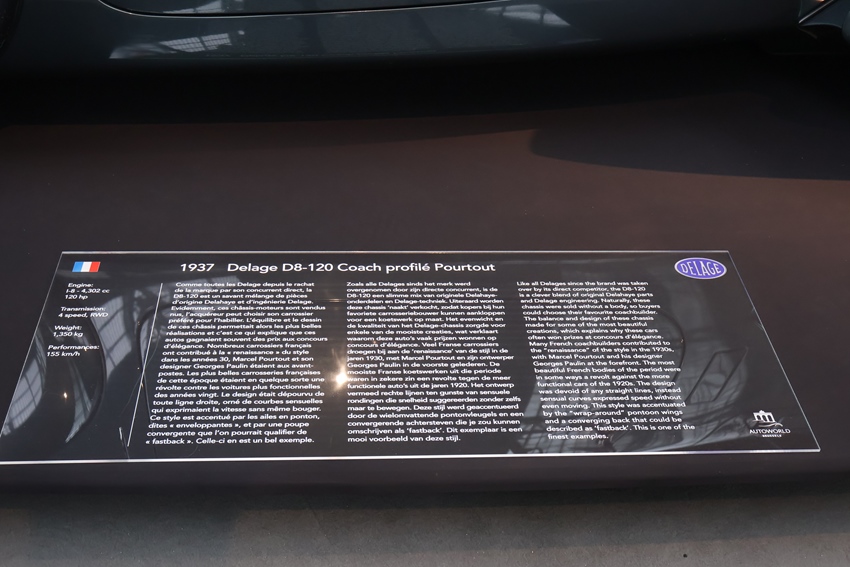 1937 Delage D8-120 Coach profilé Pourtout
DELAGE
Engine:
I-8 - 4,302 cc
120 hp
Transmission:
4 speed, RWD
Weight:
1,350 kg
Performances:
155 km/h
Comme toutes les Delage depuis le rachat
de la marque par son concurrent direct, la
D8-120 est un savant mélange de pièces
d'origine Delahaye et d'ingénierie Delage.
Evidemment, ces châssis-moteurs sont vendus
nus, l'acquéreur peut choisir son carrossier
préféré pour l'habiller. L'équilibre et le dessin
de ces châssis permettait alors les plus belles
réalisations et c'est ce qui explique que ces
autos gagnaient souvent des prix aux concours
d'élégance. Nombreux carrossiers français
ont contribué à la « renaissance » du style
dans les années 30, Marcel Pourtout et son
designer Georges Paulin étaient aux avant-
postes. Les plus belles carrosseries françaises
de cette époque étaient en quelque sorte une
révolte contre les voitures plus fonctionnelles
des années vingt. Le design était dépourvu de
toute ligne droite, orné de courbes sensuelles
qui exprimaient la vitesse sans même bouger.
Ce style est accentué par les ailes en ponton,
dites « enveloppantes », et par une poupe
convergente que l'on pourrait qualifier de
« fastback ». Celle-ci en est un bel exemple.
Zoals alle Delages sinds het merk werd
overgenomen door zijn directe concurrent, is de
D8-120 een slimme mix van originele Delahaye-
onderdelen en Delage-techniek. Uiteraard worden
deze chassis 'naakt' verkocht, zodat kopers bij hun
favoriete carrosseriebouwer kunnen aankloppen
voor een koetswerk op maat. Het evenwicht en
de kwaliteit van het Delage-chassis zorgde voor
enkele van de mooiste creaties, wat verklaart
waarom deze auto's vaak prijzen wonnen op
concours d'élégance. Veel Franse carrossiers
droegen bij aan de 'renaissance' van de stijl in de
jaren 1930, met Marcel Pourtout en zijn ontwerper
Georges Paulin in de voorste gelederen. De
mooiste Franse koetswerken uit die periode
waren in zekere zin een revolte tegen de meer
functionele auto's uit de jaren 1920. Het ontwerp
vermeed rechte lijnen ten gunste van sensuele
rondingen die snelheid suggereerden zonder zelfs
maar te bewegen. Deze stijl werd geaccentueerd
door de wielomvattende pontonvleugels en een
convergerende achtersteven die je zou kunnen
omschrijven als 'fastback'. Dit exemplaar is een
mooi voorbeeld van deze stijl.
Like all Delages since the brand was taken
over by its direct competitor, the D8-120
is a clever blend of original Delahaye parts
and Delage engineering. Naturally, these
chassis were sold without a body, so buyers
could choose their favourite coachbuilder.
The balance and design of these chassis
made for some of the most beautiful
creations, which explains why these cars
often won prizes at concours d'élégance.
Many French coachbuilders contributed to
the "renaissance" of the style in the 1930s,
with Marcel Pourtout and his designer
Georges Paulin at the forefront. The most
beautiful French bodies of the period were
in some ways a revolt against the more
functional cars of the 1920s. The design
was devoid of any straight lines, instead
sensual curves expressed speed without
even moving. This style was accentuated
by the "wrap-around" pontoon wings
and a converging back that could be
described as 'fastback'. This is one of the
finest examples.
AUTOWORLD
BRUSSELS